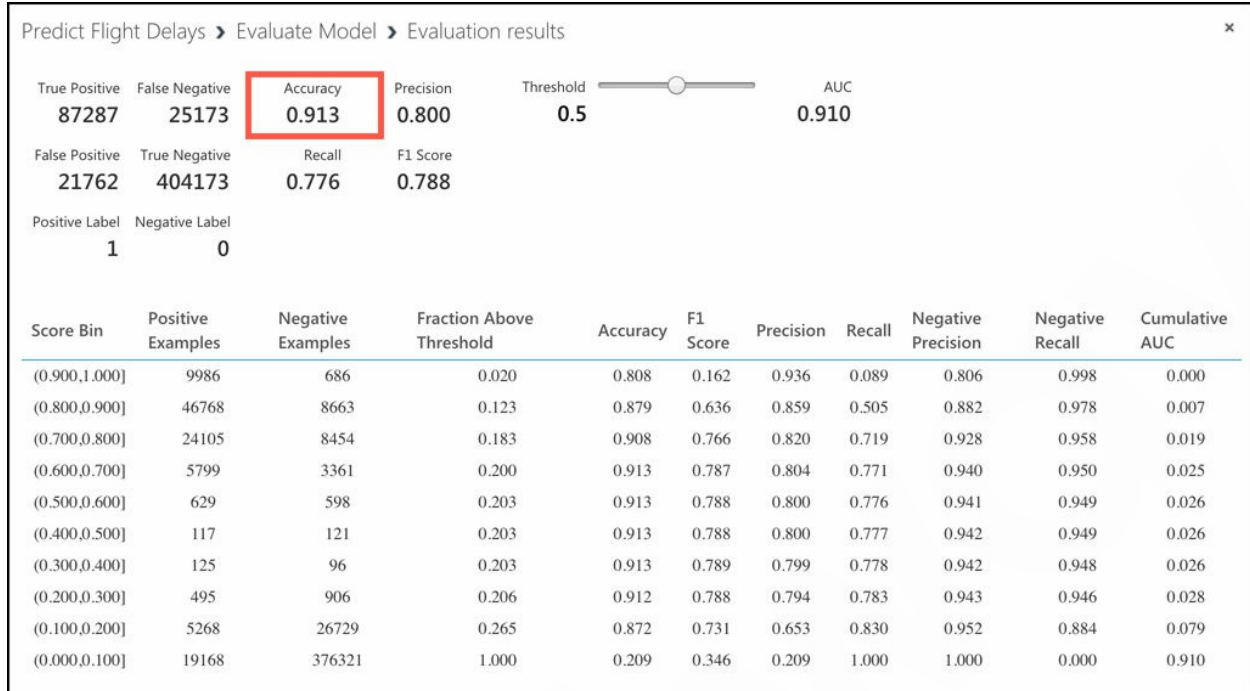 Predict Flight Delays › Evaluate Model › Evaluation results ×
True Positive False Negative Accuracy Precision Threshold AUC
87287 25173 0.913 0.800 0.5 0.910
False Positive True Negative Recall F1 Score
21762 404173 0.776 0.788
Positive Label Negative Label
1 0
Score Bin Positive Examples Negative Examples Fraction Above Threshold Accuracy F1 Score Precision Recall Negative Precision Negative Recall Cumulative AUC
(0.900,1.000] 9986 686 0.020 0.808 0.162 0.936 0.089 0.806 0.998 0.000
(0.800,0.900] 46768 8663 0.123 0.879 0.636 0.859 0.505 0.882 0.978 0.007
(0.700,0.800] 24105 8454 0.183 0.908 0.766 0.820 0.719 0.928 0.958 0.019
(0.600,0.700] 5799 3361 0.200 0.913 0.787 0.804 0.771 0.940 0.950 0.025
(0.500,0.600] 629 598 0.203 0.913 0.788 0.800 0.776 0.941 0.949 0.026
(0.400,0.500] 117 121 0.203 0.913 0.788 0.800 0.777 0.942 0.949 0.026
(0.300,0.400] 125 96 0.203 0.913 0.789 0.799 0.778 0.942 0.948 0.026
(0.200,0.300] 495 906 0.206 0.912 0.788 0.794 0.783 0.943 0.946 0.028
(0.100,0.200] 5268 26729 0.265 0.872 0.731 0.653 0.830 0.952 0.884 0.079
(0.000,0.100] 19168 376321 1.000 0.209 0.346 0.209 1.000 1.000 0.000 0.910